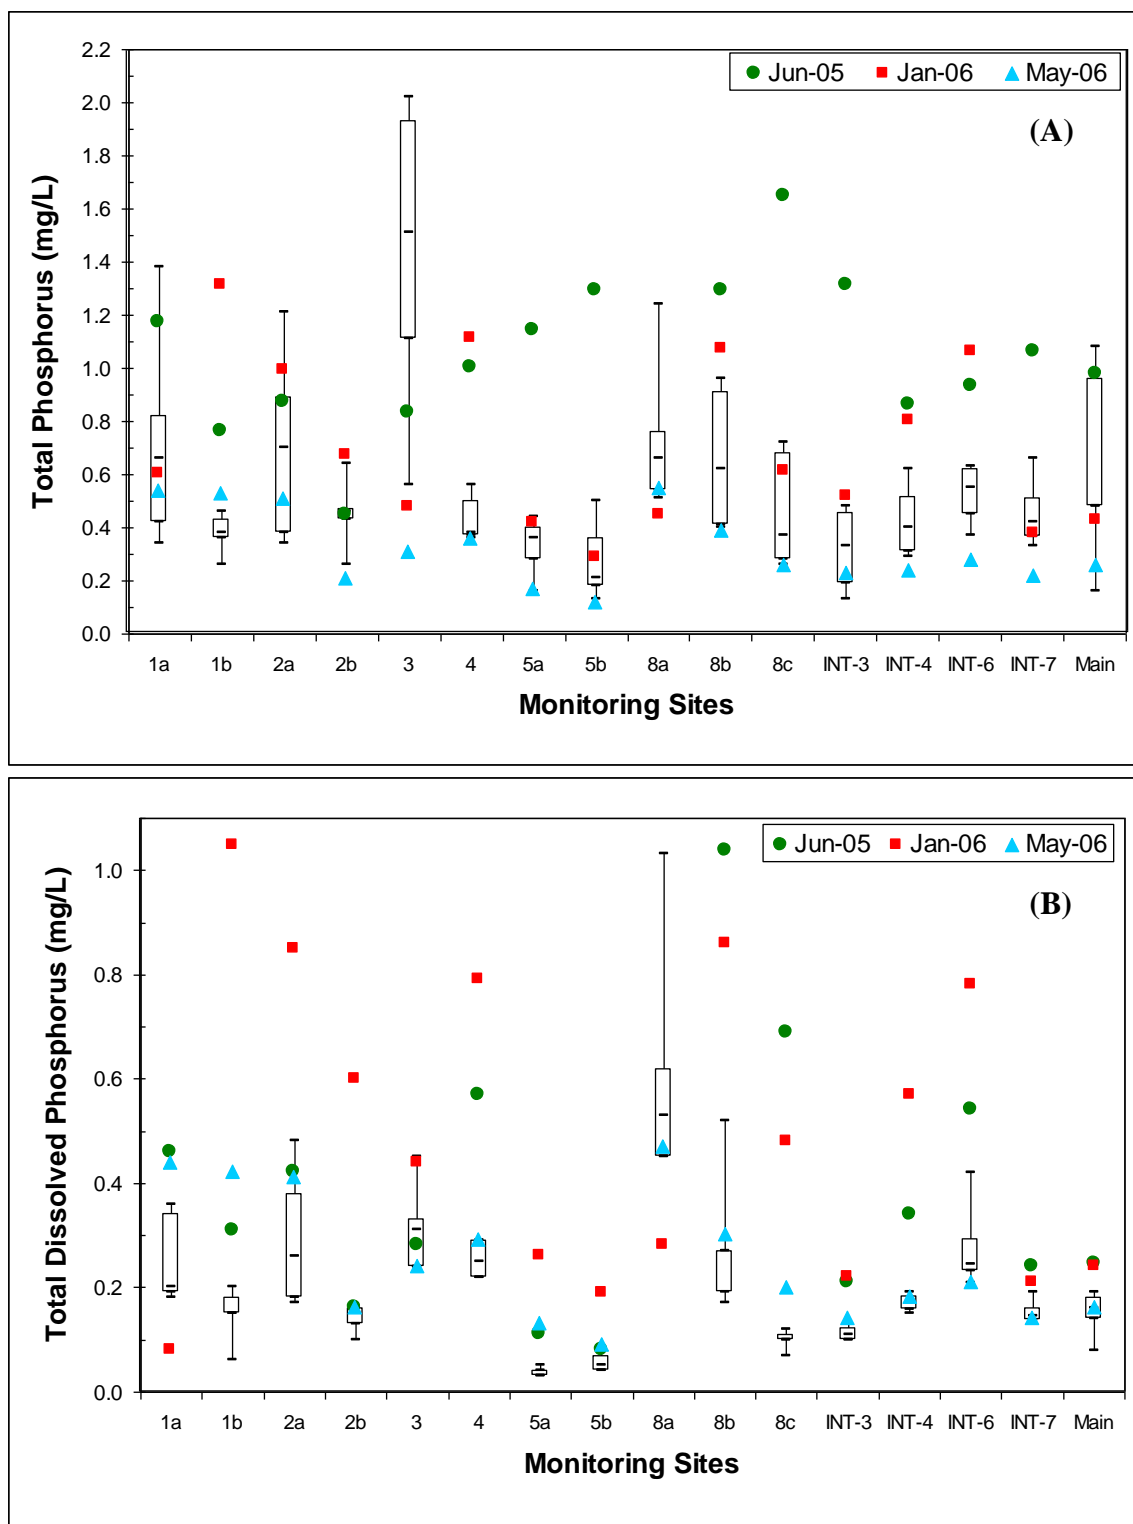 2.2
Jun-05 Jan-06 May-06
2.0
(A)
1.8
1.6
1.4
1.2
1.0
0.8
0.6
0.4
0.2
0.0
Total Phosphorus (mg/L)
1a 1b 2a 2b 3 4 5a 5b 8a 8b 8c INT-3 INT-4 INT-6 INT-7 Main
Monitoring Sites
Jun-05 Jan-06 May-06
1.0
(B)
0.8
0.6
0.4
0.2
0.0
Total Dissolved Phosphorus (mg/L)
1a 1b 2a 2b 3 4 5a 5b 8a 8b 8c INT-3 INT-4 INT-6 INT-7 Main
Monitoring Sites